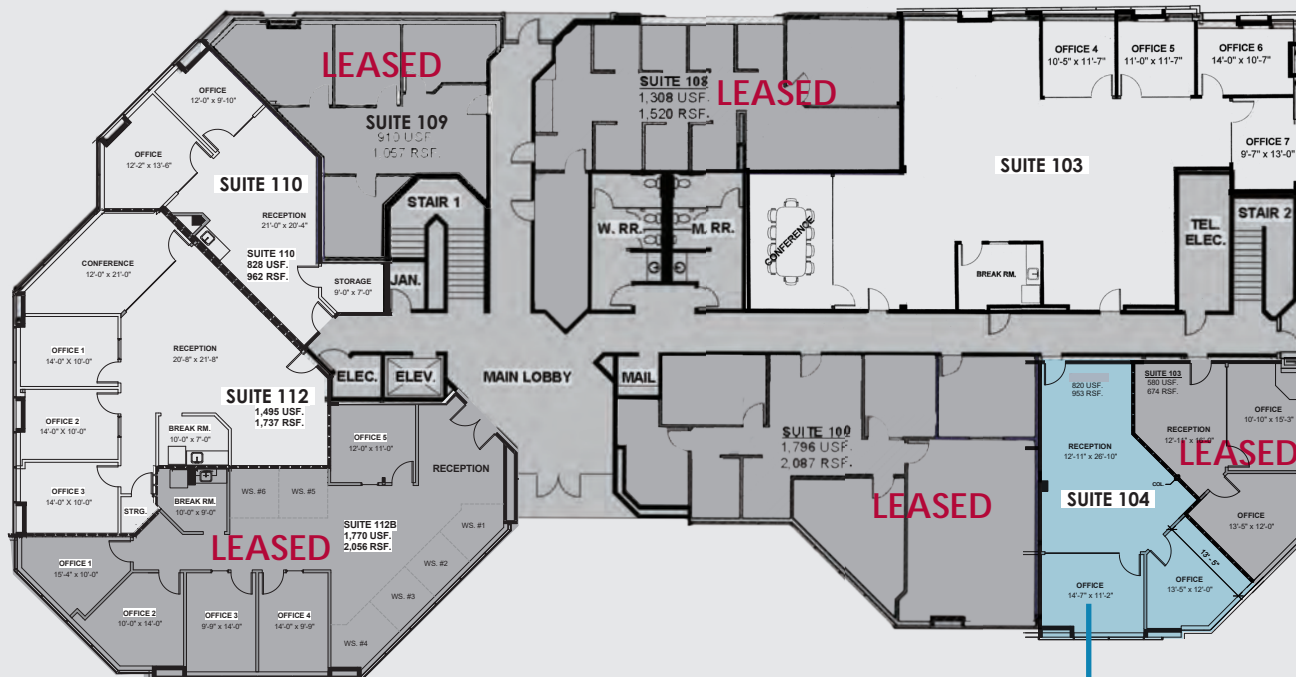 LEASED
SUITE 109
910 USF.
1 057 RSF.
SUITE 108
1,308 USF.
1,520 RSF.
LEASED
OFFICE 4
10'-5" x 11'-7"
OFFICE 5
11'-0" x 11'-7"
OFFICE 6
14'-0" x 10'-7"
OFFICE 7
9'-7" x 13'-0"
SUITE 103
CONFERENCE
BREAK RM.
TEL.
ELEC.
STAIR 2
OFFICE
12'-0" x 9'-10"
OFFICE
12'-2" x 13'-6"
SUITE 110
RECEPTION
21'-0" x 20'-4"
SUITE 110
828 USF.
962 RSF.
STORAGE
9'-0" x 7'-0"
STAIR 1
JAN.
W. RR.
M. RR.
CONFERENCE
12'-0" x 21'-0"
OFFICE 1
14'-0" X 10'-0"
RECEPTION
20'-8" x 21'-8"
SUITE 112
1,495 USF.
1,737 RSF.
OFFICE 2
14'-0" X 10'-0"
OFFICE 3
14'-0" X 10'-0"
BREAK RM.
10'-0" x 7'-0"
STRG.
ELEC.
ELEV.
MAIN LOBBY
MAIL
BREAK RM.
10'-0" x 9'-0"
OFFICE 5
12'-0" x 11'-0"
RECEPTION
WS. #6
WS. #5
WS. #1
WS. #2
WS. #3
WS. #4
SUITE 112B
1,770 USF.
2,056 RSF.
LEASED
OFFICE 1
15'-4" x 10'-0"
OFFICE 2
10'-0" x 14'-0"
OFFICE 3
9'-9" x 14'-0"
OFFICE 4
14'-0" x 9'-9"
SUITE 100
1,796 USF.
2,087 RSF.
LEASED
820 USF.
953 RSF.
RECEPTION
12'-11" x 26'-10"
COL.
SUITE 104
OFFICE
14'-7" x 11'-2"
OFFICE
13'-5" x 12'-0"
13'-5"
SUITE 103
580 USF.
674 RSF.
RECEPTION
OFFICE
10'-10" x 15'-3"
LEASED
OFFICE
13'-5" x 12'-0"